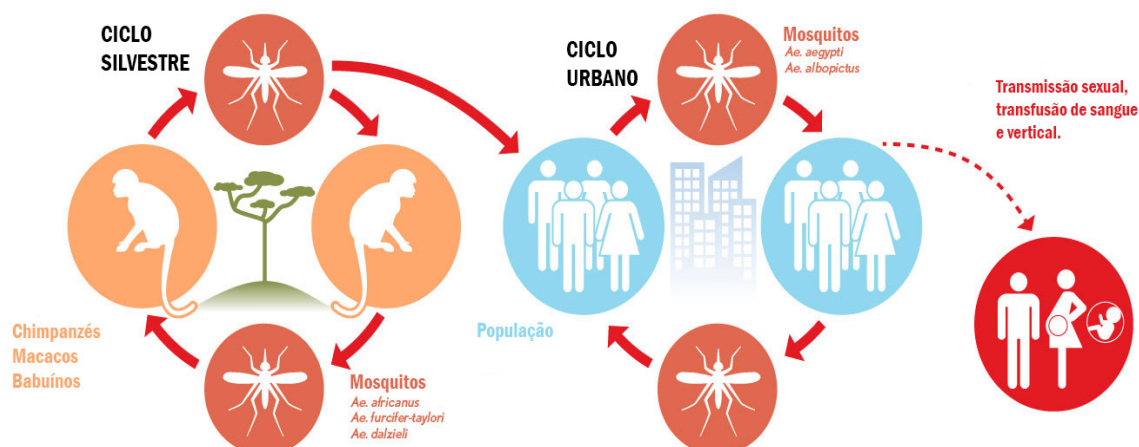 CICLO
SILVESTRE
Chimpanzés
Macacos
Babuínos
Mosquitos
Ae. africanus
Ae. furcifer-taylori
Ae. dalzieli
CICLO
URBANO
Mosquitos
Ae. aegypti
Ae. albopictus
População
Transmissão sexual,
transfusão de sangue
e vertical.